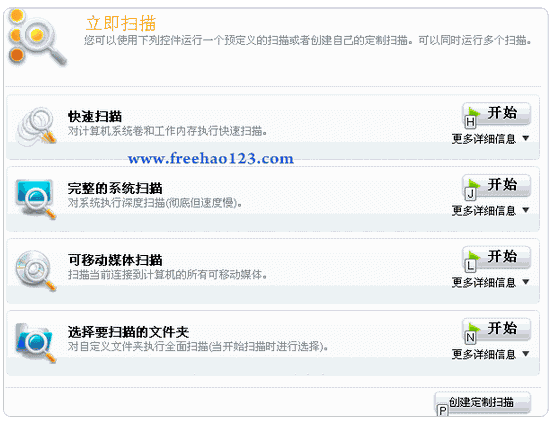 立即扫描
您可以使用下列控件运行一个预定义的扫描或者创建自己的定制扫描。可以同时运行多个扫描。
快速扫描
对计算机系统卷和工作内存执行快速扫描。
H 开始
更多详细信息
www.freehao123.com
完整的系统扫描
对系统执行深度扫描(彻底但速度慢)。
J 开始
更多详细信息
可移动媒体扫描
扫描当前连接到计算机的所有可移动媒体。
L 开始
更多详细信息
选择要扫描的文件夹
对自定义文件夹执行全面扫描(当开始扫描时进行选择)。
N 开始
更多详细信息
P 创建定制扫描